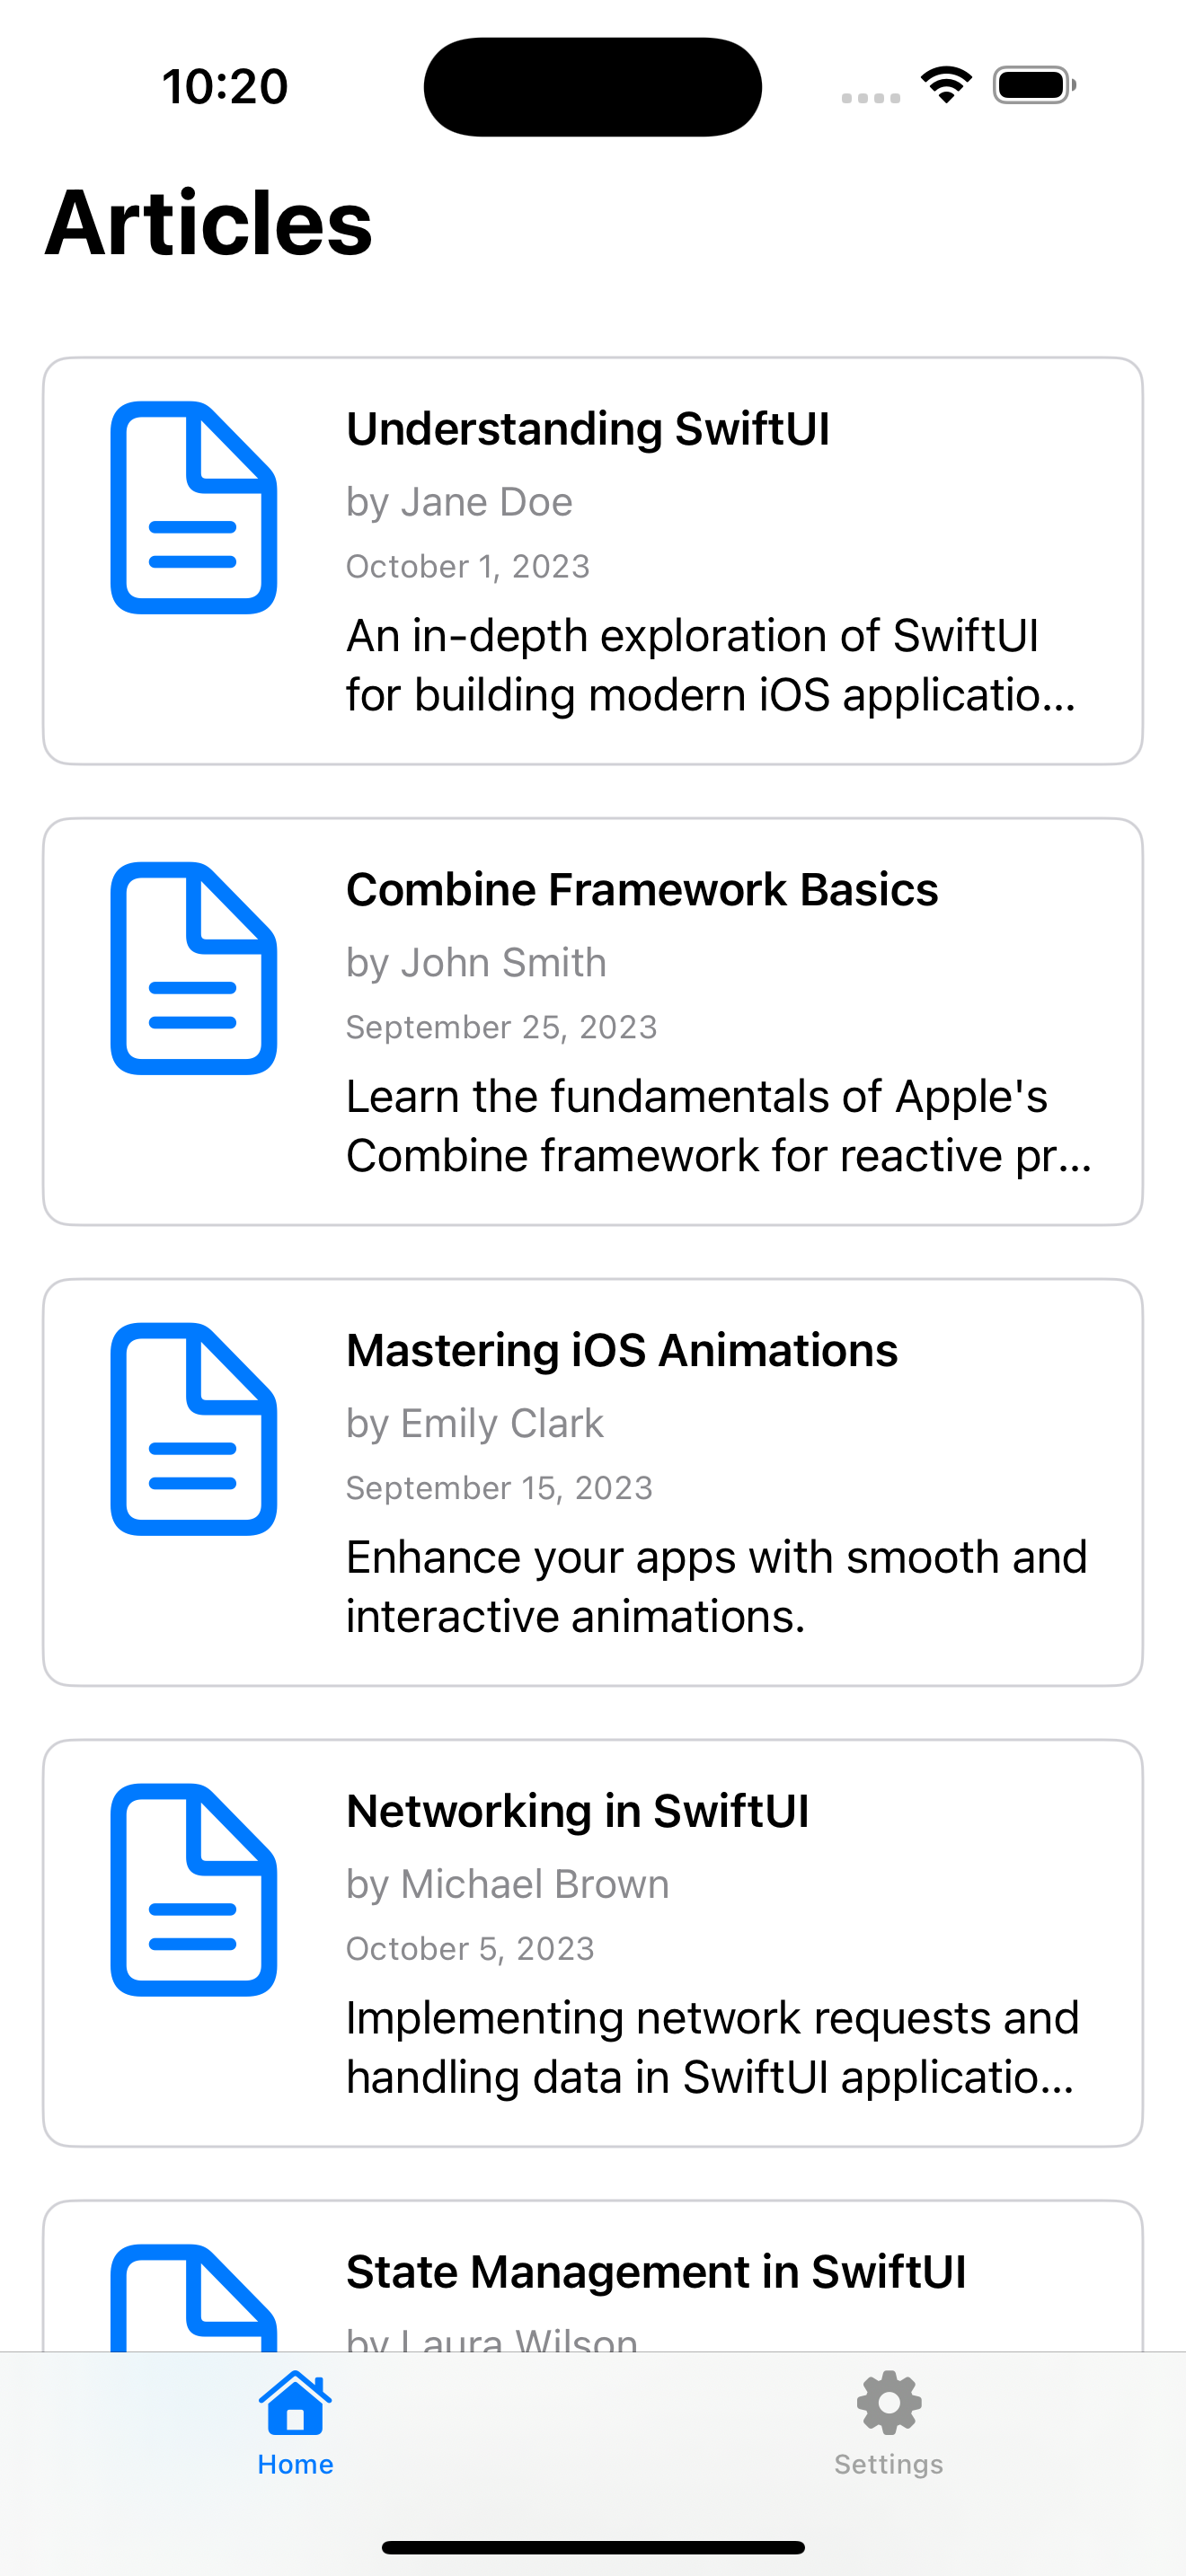 10:20
Articles
Understanding SwiftUI
by Jane Doe
October 1, 2023
An in-depth exploration of SwiftUI
for building modern iOS applicatio...
Combine Framework Basics
by John Smith
September 25, 2023
Learn the fundamentals of Apple's
Combine framework for reactive pr...
Mastering iOS Animations
by Emily Clark
September 15, 2023
Enhance your apps with smooth and
interactive animations.
Networking in SwiftUI
by Michael Brown
October 5, 2023
Implementing network requests and
handling data in SwiftUI applicatio...
State Management in SwiftUI
by Laura Wilson
Home
Settings